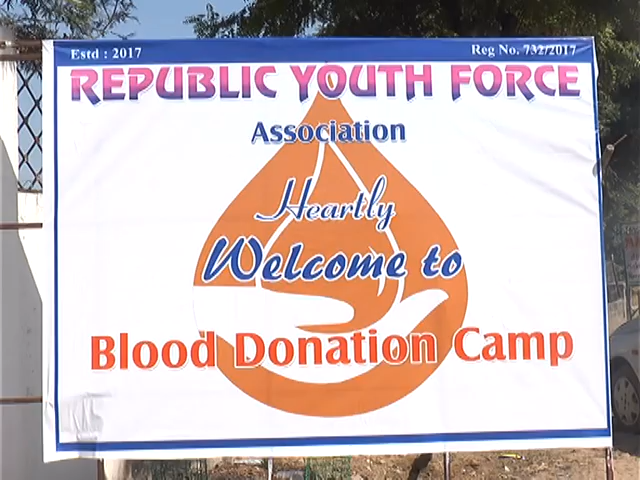 Estd : 2017 Reg No. 732/2017
REPUBLIC YOUTH FORCE
Association
Heartly
Welcome to
Blood Donation Camp